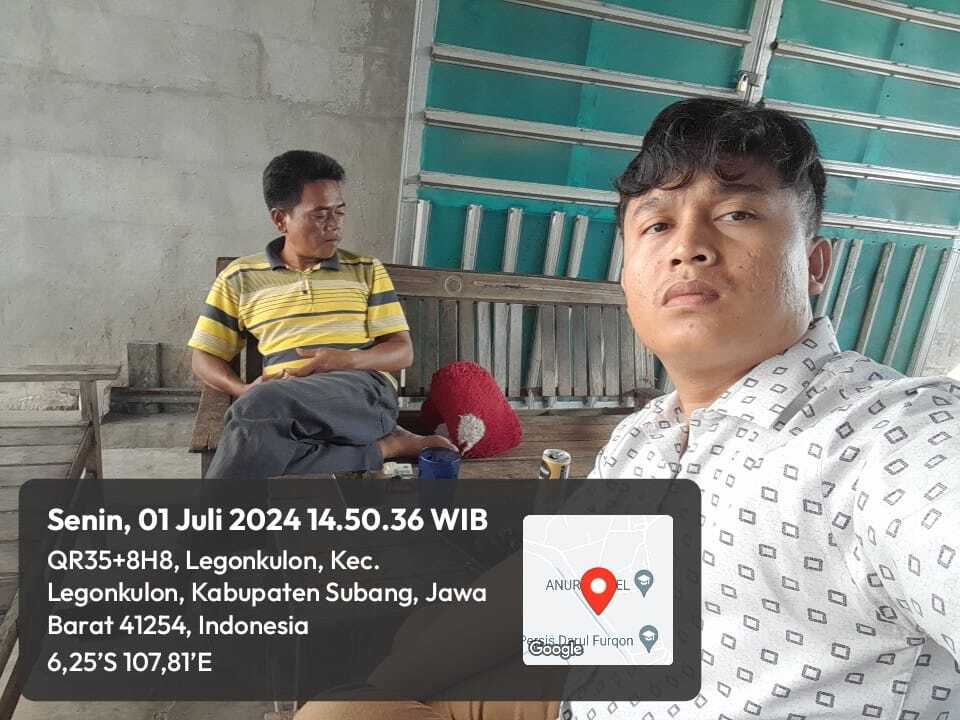 Senin, 01 Juli 2024 14.50.36 WIB
QR35+8H8, Legonkulon, Kec.
Legonkulon, Kabupaten Subang, Jawa
Barat 41254, Indonesia
6,25’S 107,81’E
EL
Persis Darul Furqon
Google